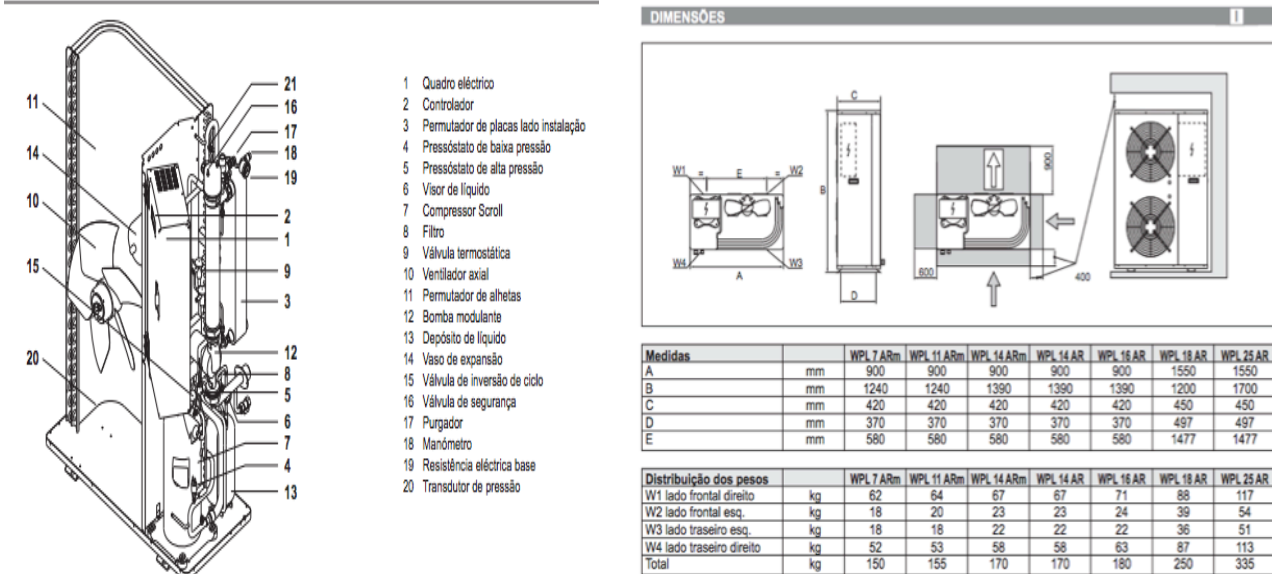 11
14
10
15
20
21
16
17
18
19
2
1
9
3
12
8
5
6
7
4
13
1 Quadro eléctrico
2 Controlador
3 Permutador de placas lado instalação
4 Pressóstato de baixa pressão
5 Pressóstato de alta pressão
6 Visor de líquido
7 Compressor Scroll
8 Filtro
9 Válvula termostática
10 Ventilador axial
11 Permutador de alhetas
12 Bomba modulante
13 Depósito de líquido
14 Vaso de expansão
15 Válvula de inversão de ciclo
16 Válvula de segurança
17 Purgador
18 Manómetro
19 Resistência eléctrica base
20 Transdutor de pressão
DIMENSÕES I
C
W1 = E = W2
B
900
W4 W3
A
D
600
400
Medidas WPL 7 ARm WPL 11 ARm WPL 14 ARm WPL 14 AR WPL 16 AR WPL 18 AR WPL 25 AR
A mm 900 900 900 900 900 1550 1550
B mm 1240 1240 1390 1390 1390 1200 1700
C mm 420 420 420 420 420 450 450
D mm 370 370 370 370 370 497 497
E mm 580 580 580 580 580 1477 1477
Distribuição dos pesos WPL 7 ARm WPL 11 ARm WPL 14 ARm WPL 14 AR WPL 16 AR WPL 18 AR WPL 25 AR
W1 lado frontal direito kg 62 64 67 67 71 88 117
W2 lado frontal esq. kg 18 20 23 23 24 39 54
W3 lado traseiro esq. kg 18 18 22 22 22 36 51
W4 lado traseiro direito kg 52 53 58 58 63 87 113
Total kg 150 155 170 170 180 250 335